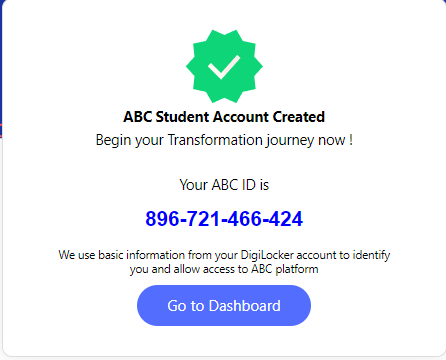 ABC Student Account Created
Begin your Transformation journey now !
Your ABC ID is
896-721-466-424
We use basic information from your DigiLocker account to identify
you and allow access to ABC platform
Go to Dashboard